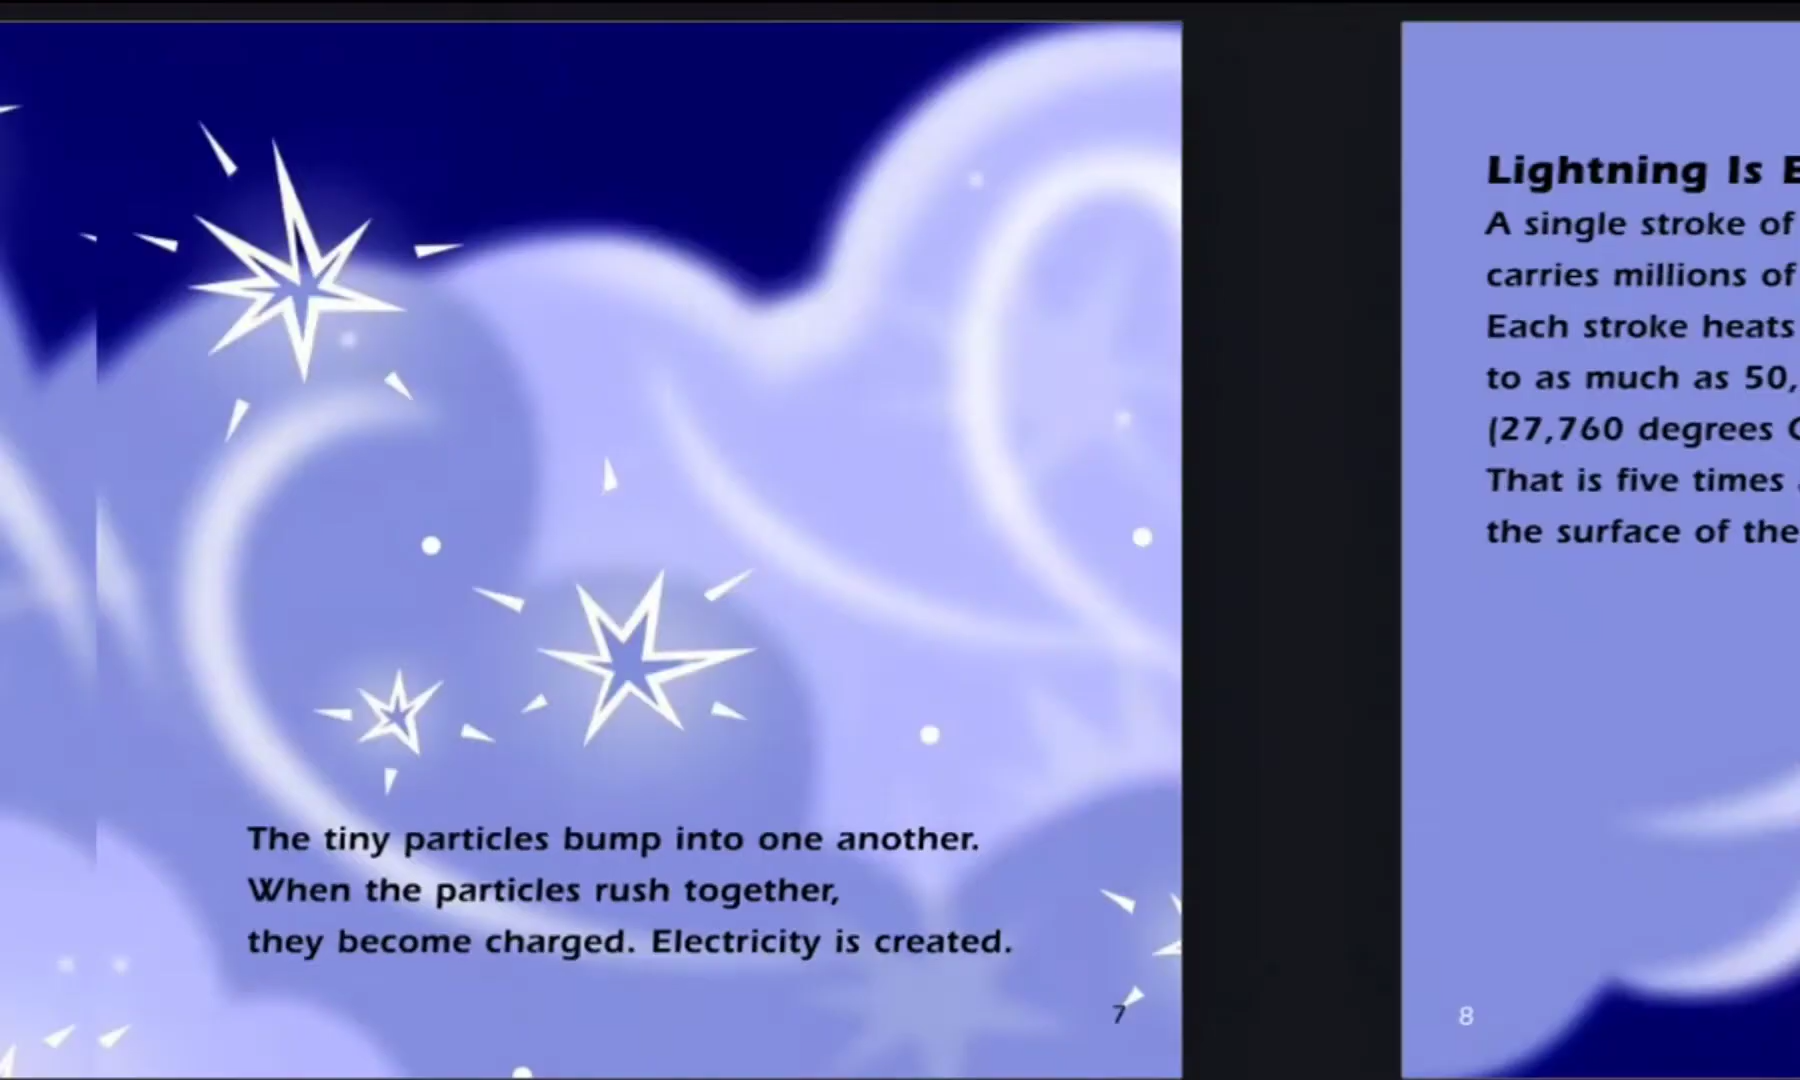 The tiny particles bump into one another.
When the particles rush together,
they become charged. Electricity is created.
7
Lightning Is
A single stroke of
carries millions of
Each stroke heats
to as much as 50,
(27,760 degrees
That is five times
the surface of the
8